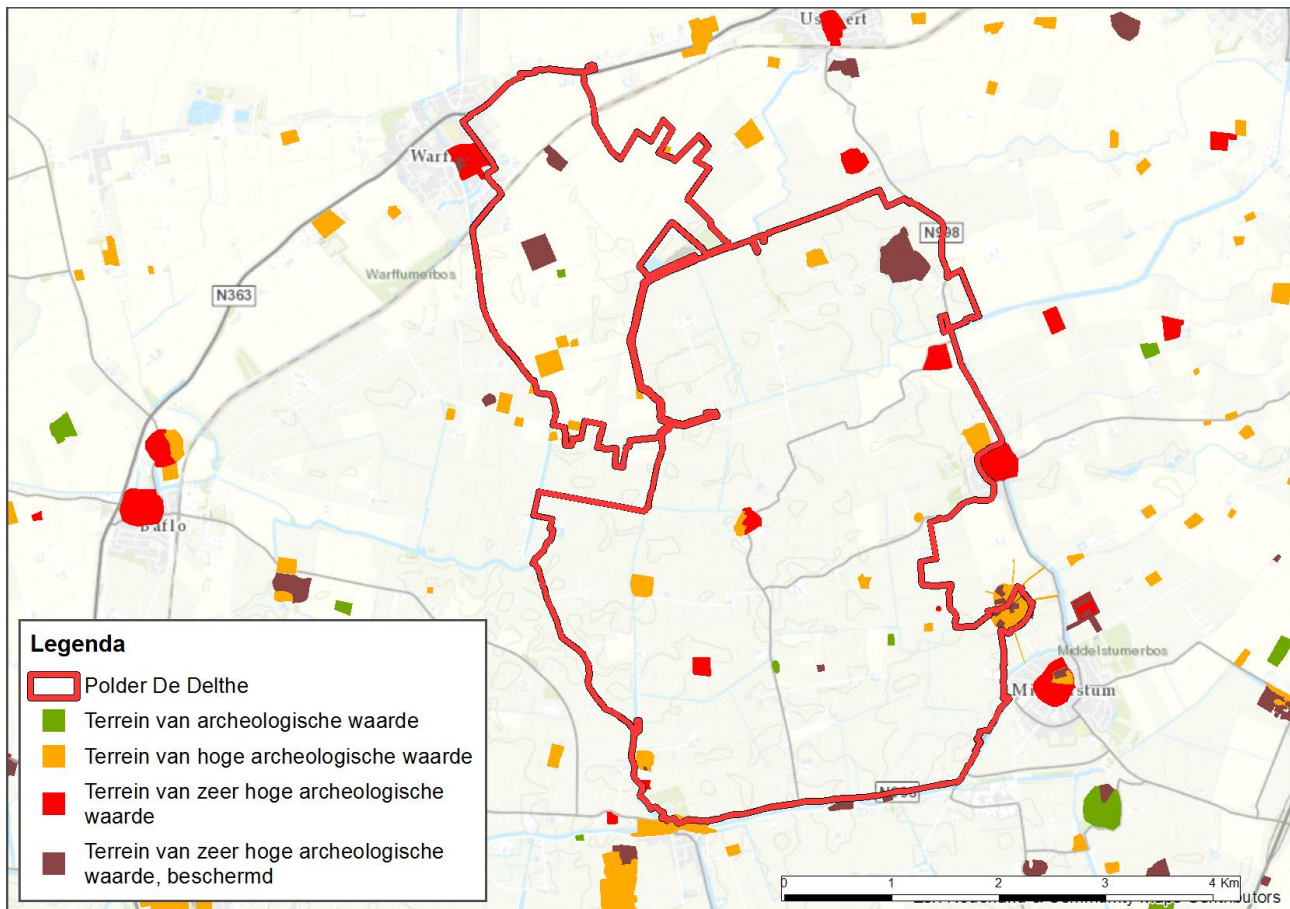 N998
N363
Warffumerbos
Baflo
Middelstumerbos
Legenda
Polder De Delthe
Terrein van archeologische waarde
Terrein van hoge archeologische waarde
Terrein van zeer hoge archeologische
waarde
Terrein van zeer hoge archeologische
waarde, beschermd
0 1 2 3 4 Km